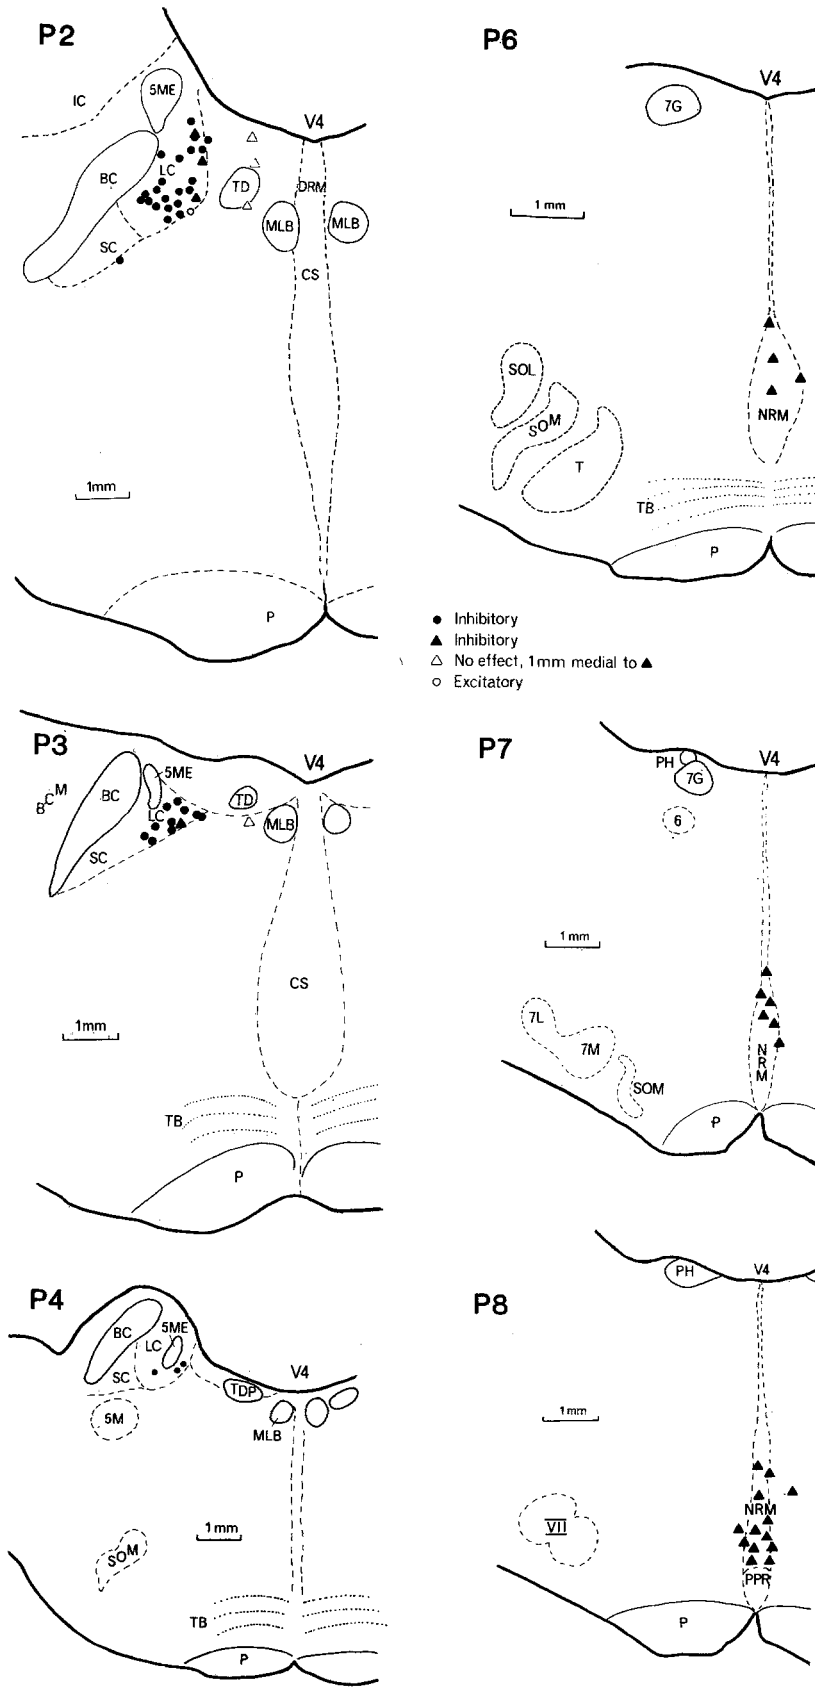 P2
5ME
IC
V4
LC
BC
TD
DRM
MLB
MLB
SC
CS
1mm
P
P6
V4
7G
1 mm
SOL
SOM
NRM
T
TB
P
Inhibitory
Inhibitory
No effect, 1mm medial to ▲
Excitatory
P3
5ME
V4
BCM
BC
TD
LC
MLB
SC
CS
1mm
TB
P
P7
PH
V4
7G
6
1 mm
7L
7M
NRM
SOM
P
P4
BC
5ME
LC
V4
SC
TDP
5M
MLB
1mm
SOM
TB
P
P8
PH
V4
1 mm
NRM
VII
PPR
P